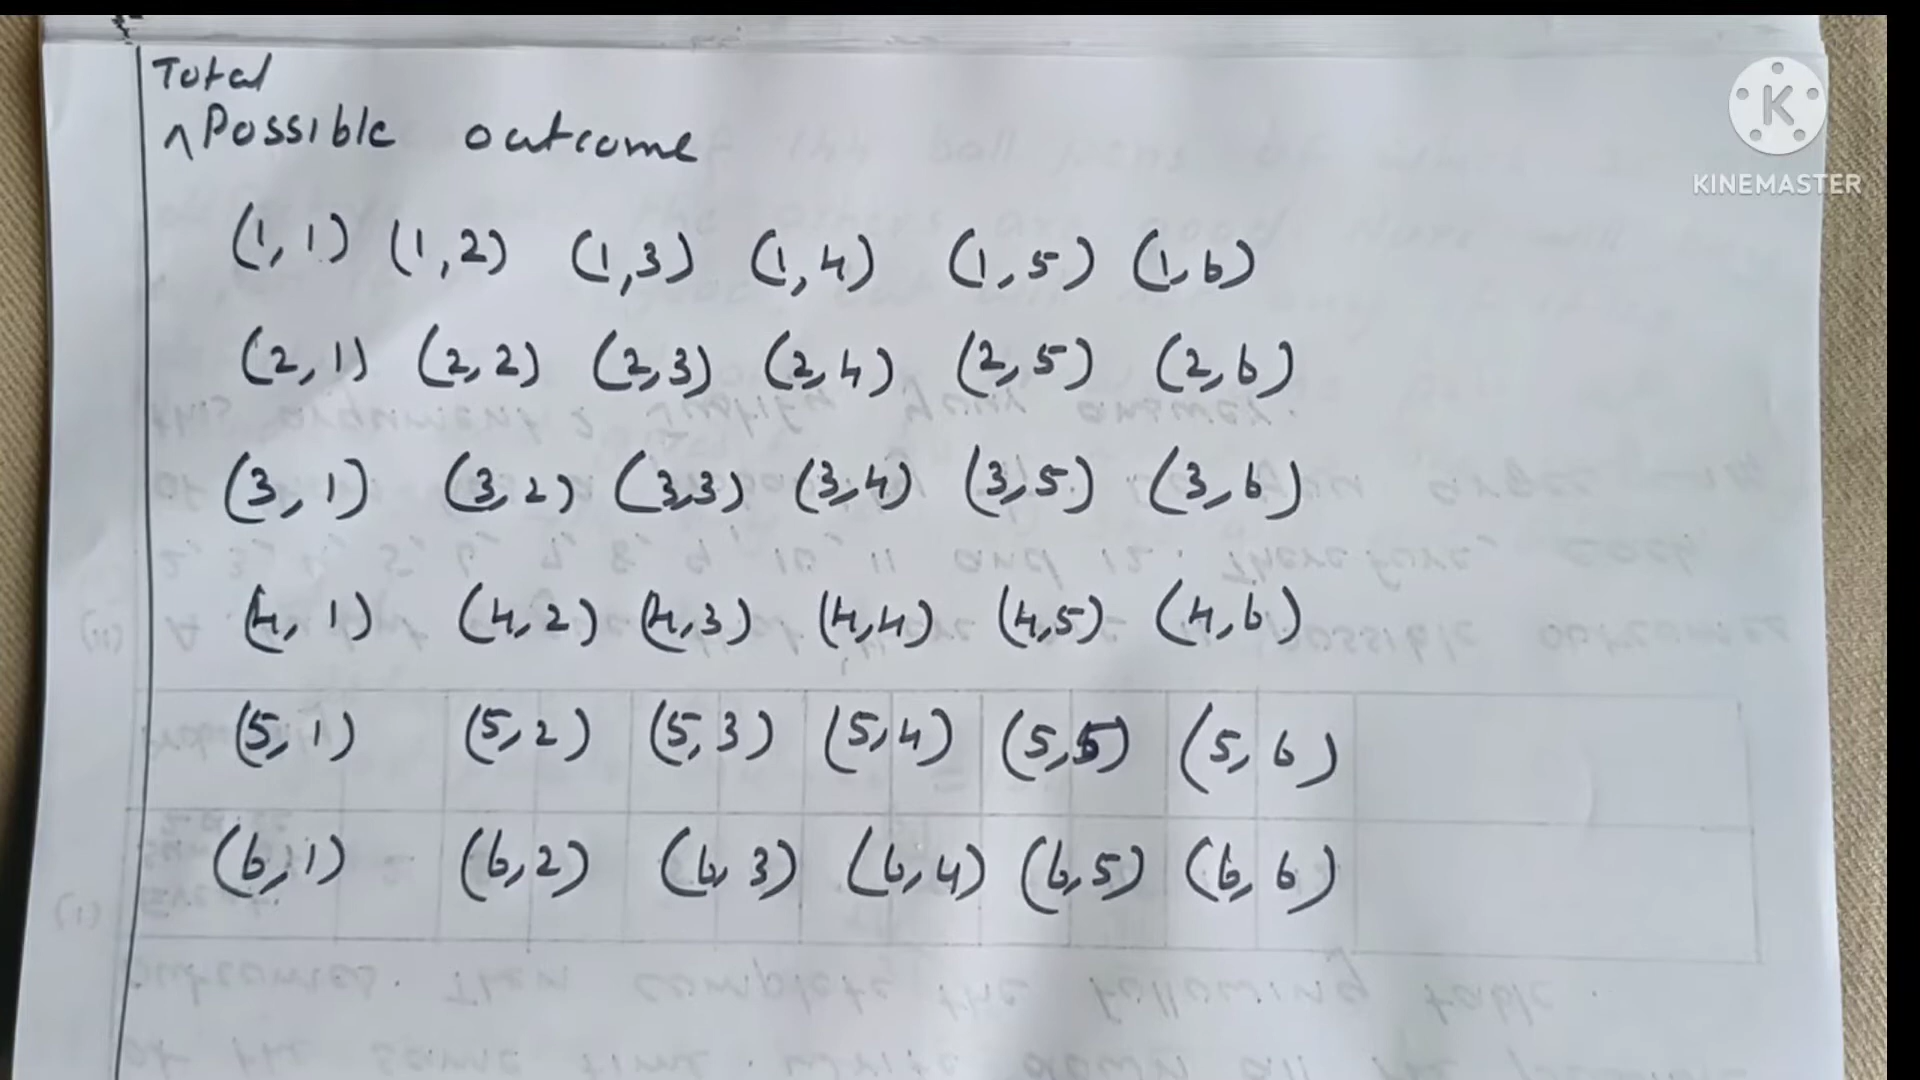 Total
^ Possible outcome
K
KINEMASTER
(1, 1) (1, 2) (1, 3) (1, 4) (1, 5) (1, 6)
(2, 1) (2, 2) (2, 3) (2, 4) (2, 5) (2, 6)
(3, 1) (3, 2) (3, 3) (3, 4) (3, 5) (3, 6)
(4, 1) (4, 2) (4, 3) (4, 4) (4, 5) (4, 6)
(5, 1) (5, 2) (5, 3) (5, 4) (5, 5) (5, 6)
(6, 1) (6, 2) (6, 3) (6, 4) (6, 5) (6, 6)